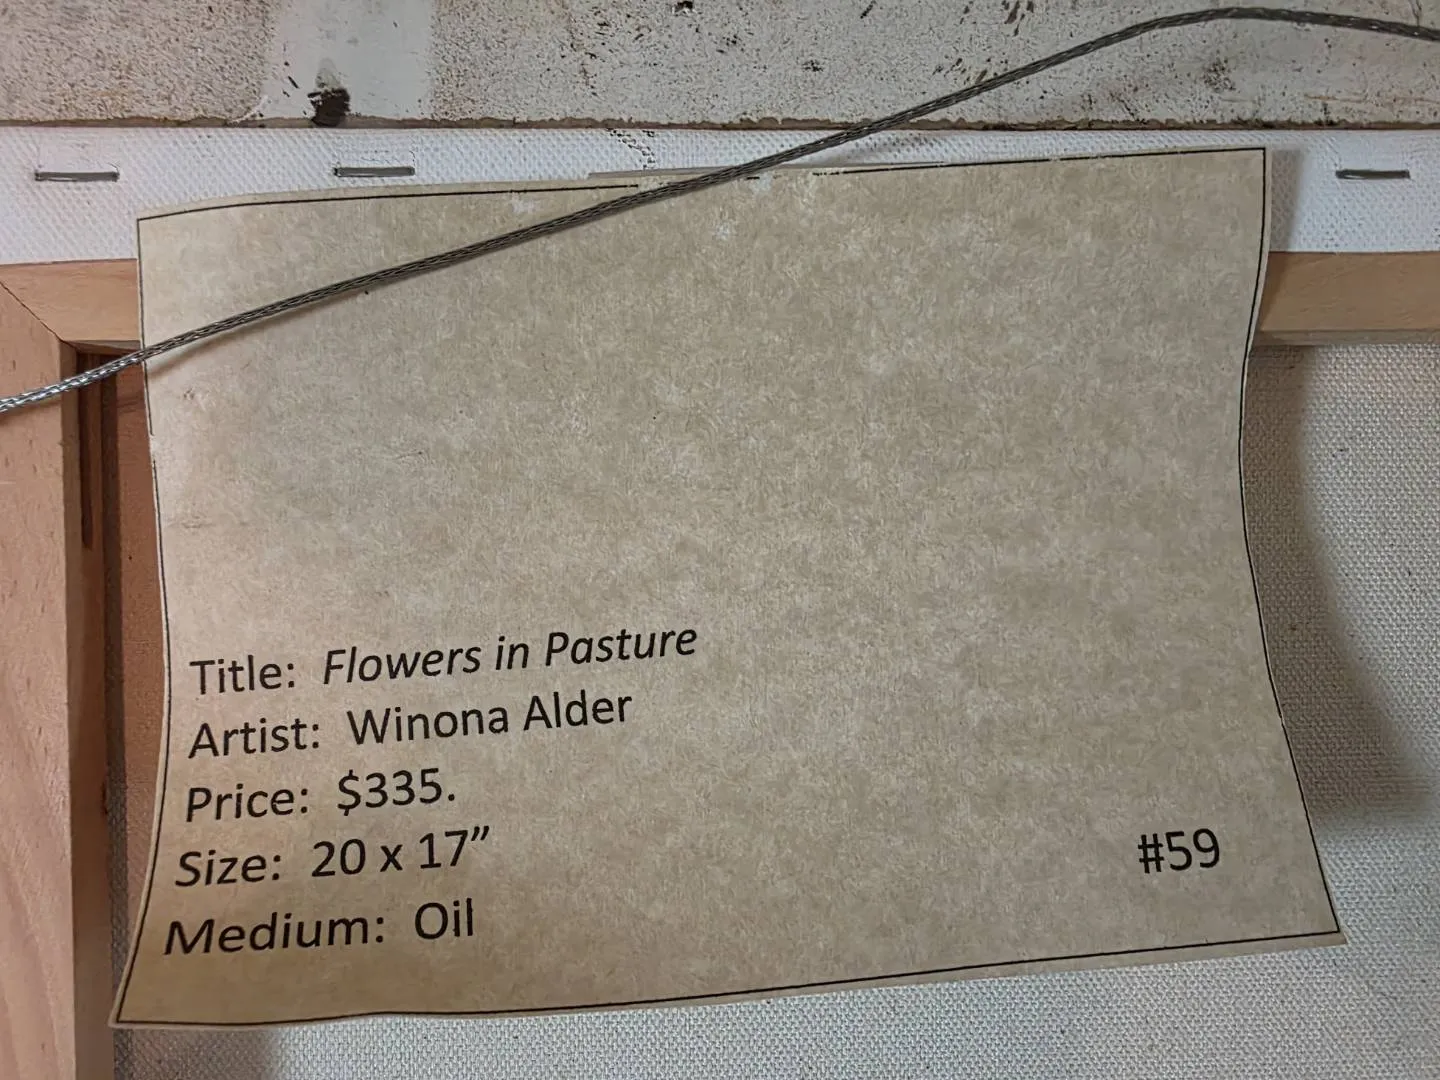 Title: Flowers in Pasture
Artist: Winona Alder
Price: $335.
Size: 20 x 17”
Medium: Oil
#59